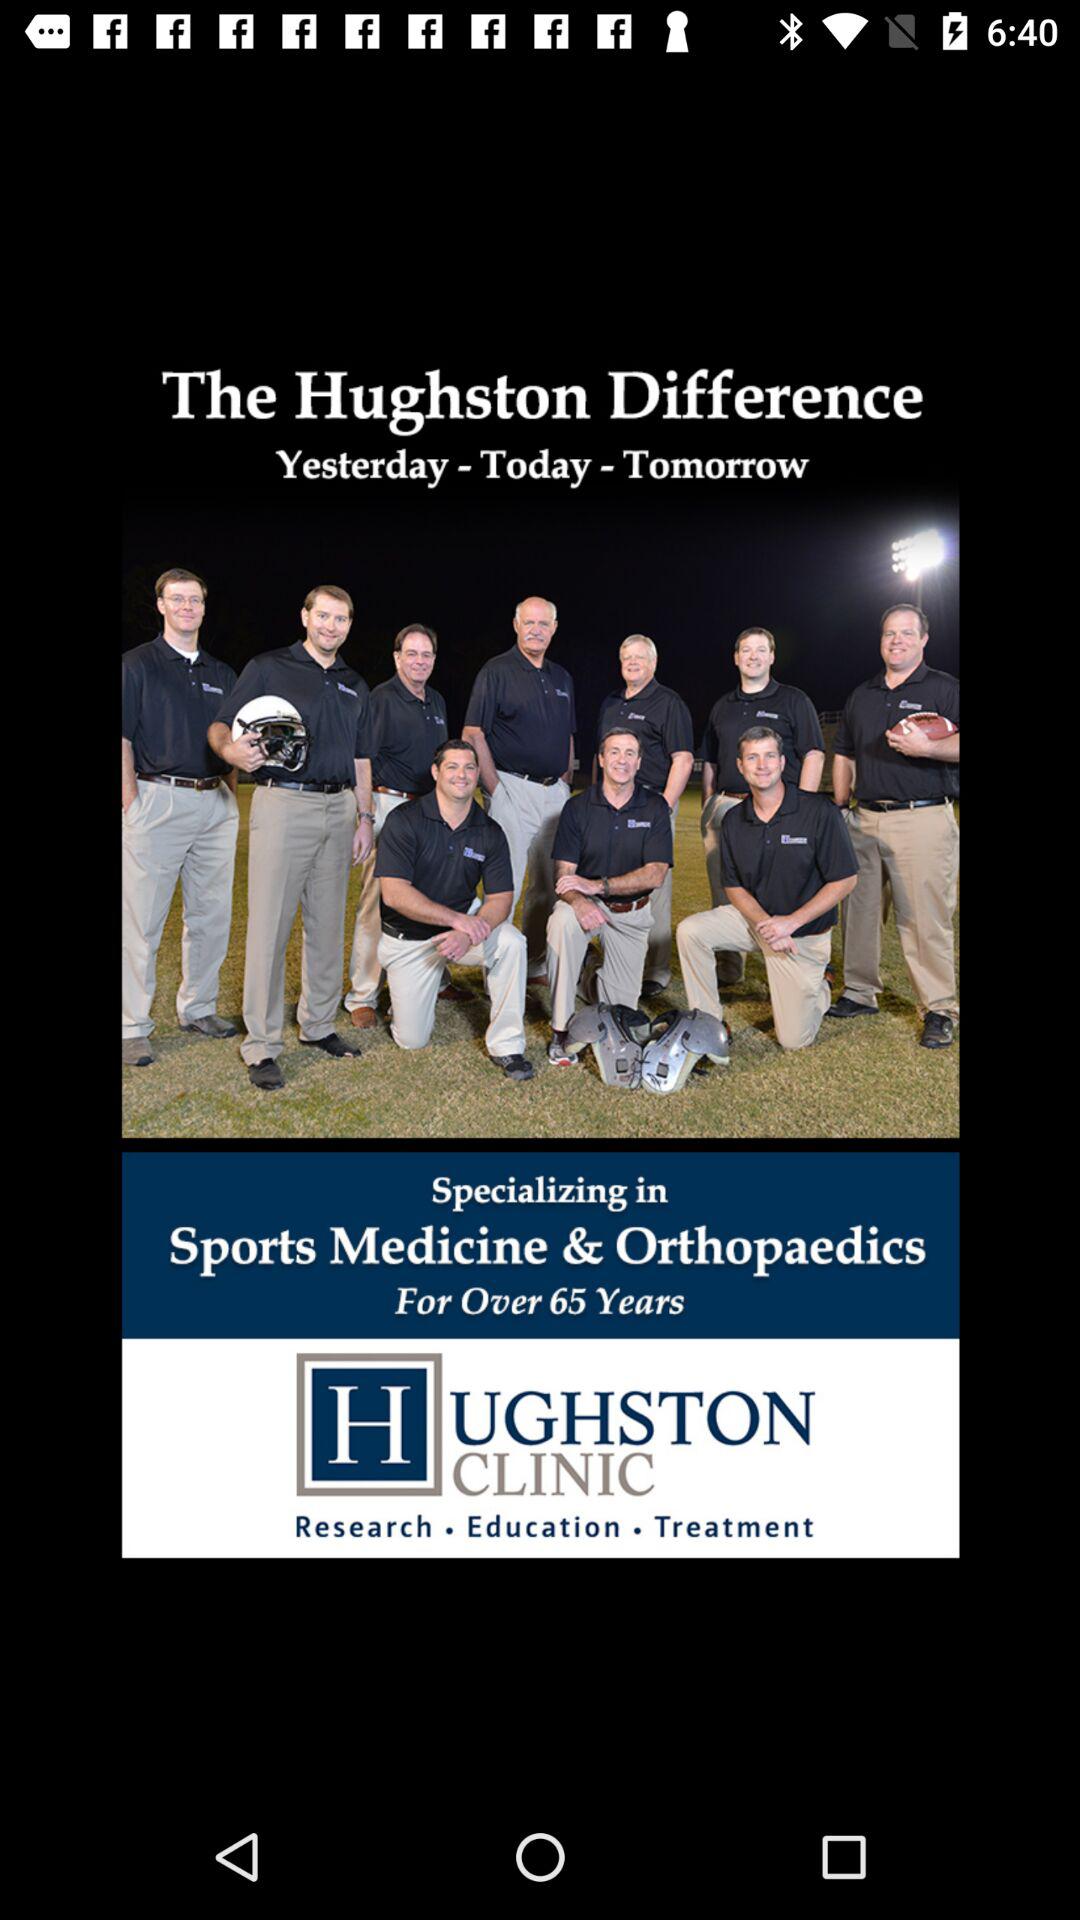 6:40
The Hughston Difference
Yesterday - Today - Tomorrow
Specializing in
Sports Medicine & Orthopaedics
For Over 65 Years
HUGHSTON
CLINIC
Research • Education • Treatment